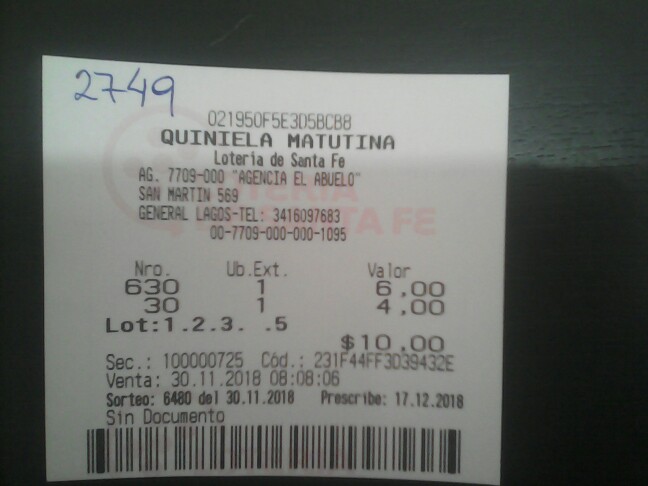 2749
021950F5E3D5BCB8
QUINIELA MATUTINA
Lotería de Santa Fe
AG. 7709-000 "AGENCIA EL ABUELO"
SAN MARTIN 569
GENERAL LAGOS-TEL: 3416097683
00-7709-000-000-1095
Nro. Ub.Ext. Valor
630 1 6,00
30 1 4,00
Lot:1.2.3. .5
$10,00
Sec.: 100000725 Cód.: 231F44FF3D39432E
Venta: 30.11.2018 08:08:06
Sorteo: 6480 del 30.11.2018 Prescribe: 17.12.2018
Sin Documento